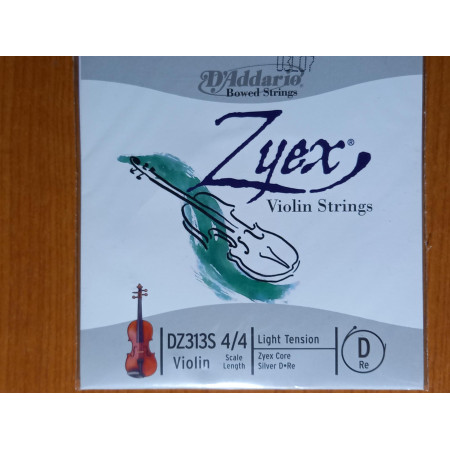 0307
D'Addario®
Bowed Strings
Zyex®
Violin Strings
DZ313S 4/4
Violin
Scale
Length
Light Tension
Zyex Core
Silver D•Re
D
Re